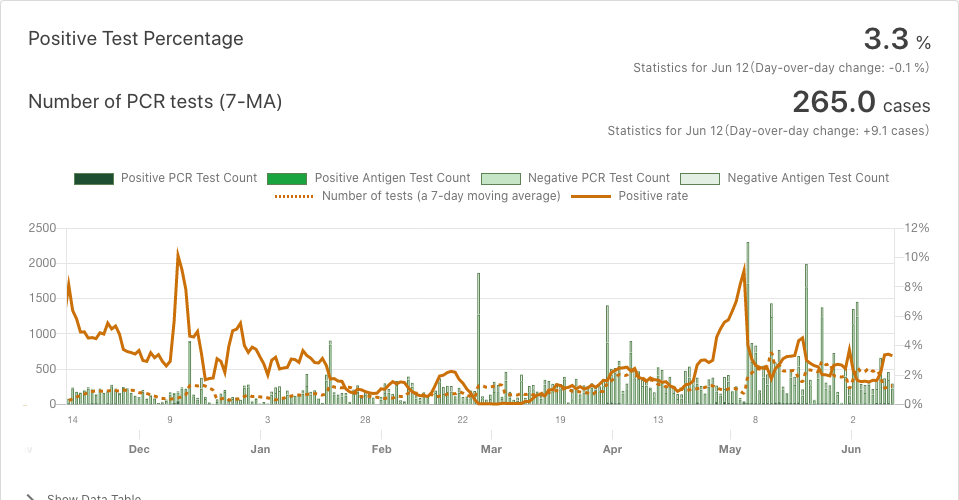 Positive Test Percentage
3.3 %
Statistics for Jun 12(Day-over-day change: -0.1 %)
Number of PCR tests (7-MA)
265.0 cases
Statistics for Jun 12(Day-over-day change: +9.1 cases)
Positive PCR Test Count Positive Antigen Test Count Negative PCR Test Count Negative Antigen Test Count
Number of tests (a 7-day moving average) Positive rate
2500 12%
2000 10%
1500 8%
1000 6%
500 4%
0 2%
0%
14 9 3 28 22 19 13 8 2
v Dec Jan Feb Mar Apr May Jun
Show Data Table